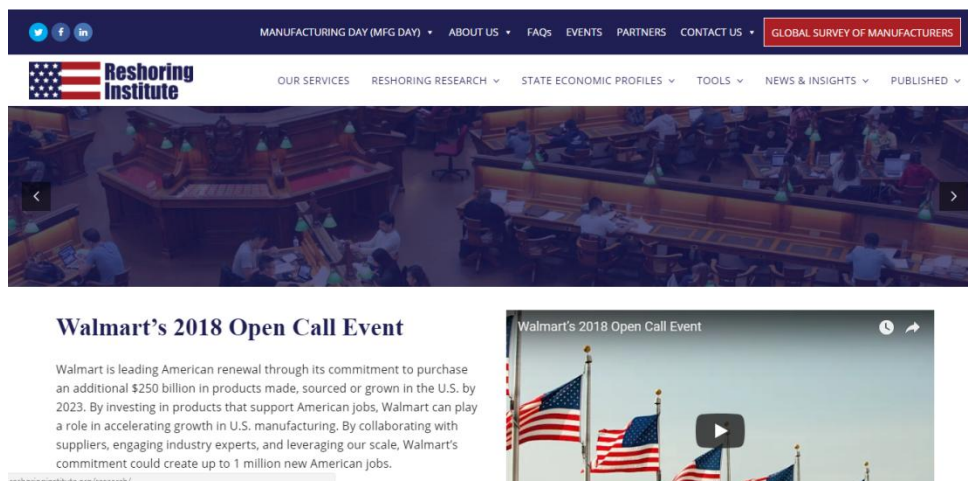 MANUFACTURING DAY (MFG DAY) ABOUT US FAQs EVENTS PARTNERS CONTACT US GLOBAL SURVEY OF MANUFACTURERS
Reshoring
Institute
OUR SERVICES RESHORING RESEARCH STATE ECONOMIC PROFILES TOOLS NEWS & INSIGHTS PUBLISHED
Walmart's 2018 Open Call Event
Walmart is leading American renewal through its commitment to purchase
an additional $250 billion in products made, sourced or grown in the U.S. by
2023. By investing in products that support American jobs, Walmart can play
a role in accelerating growth in U.S. manufacturing. By collaborating with
suppliers, engaging industry experts, and leveraging our scale, Walmart's
commitment could create up to 1 million new American jobs.
Walmart's 2018 Open Call Event